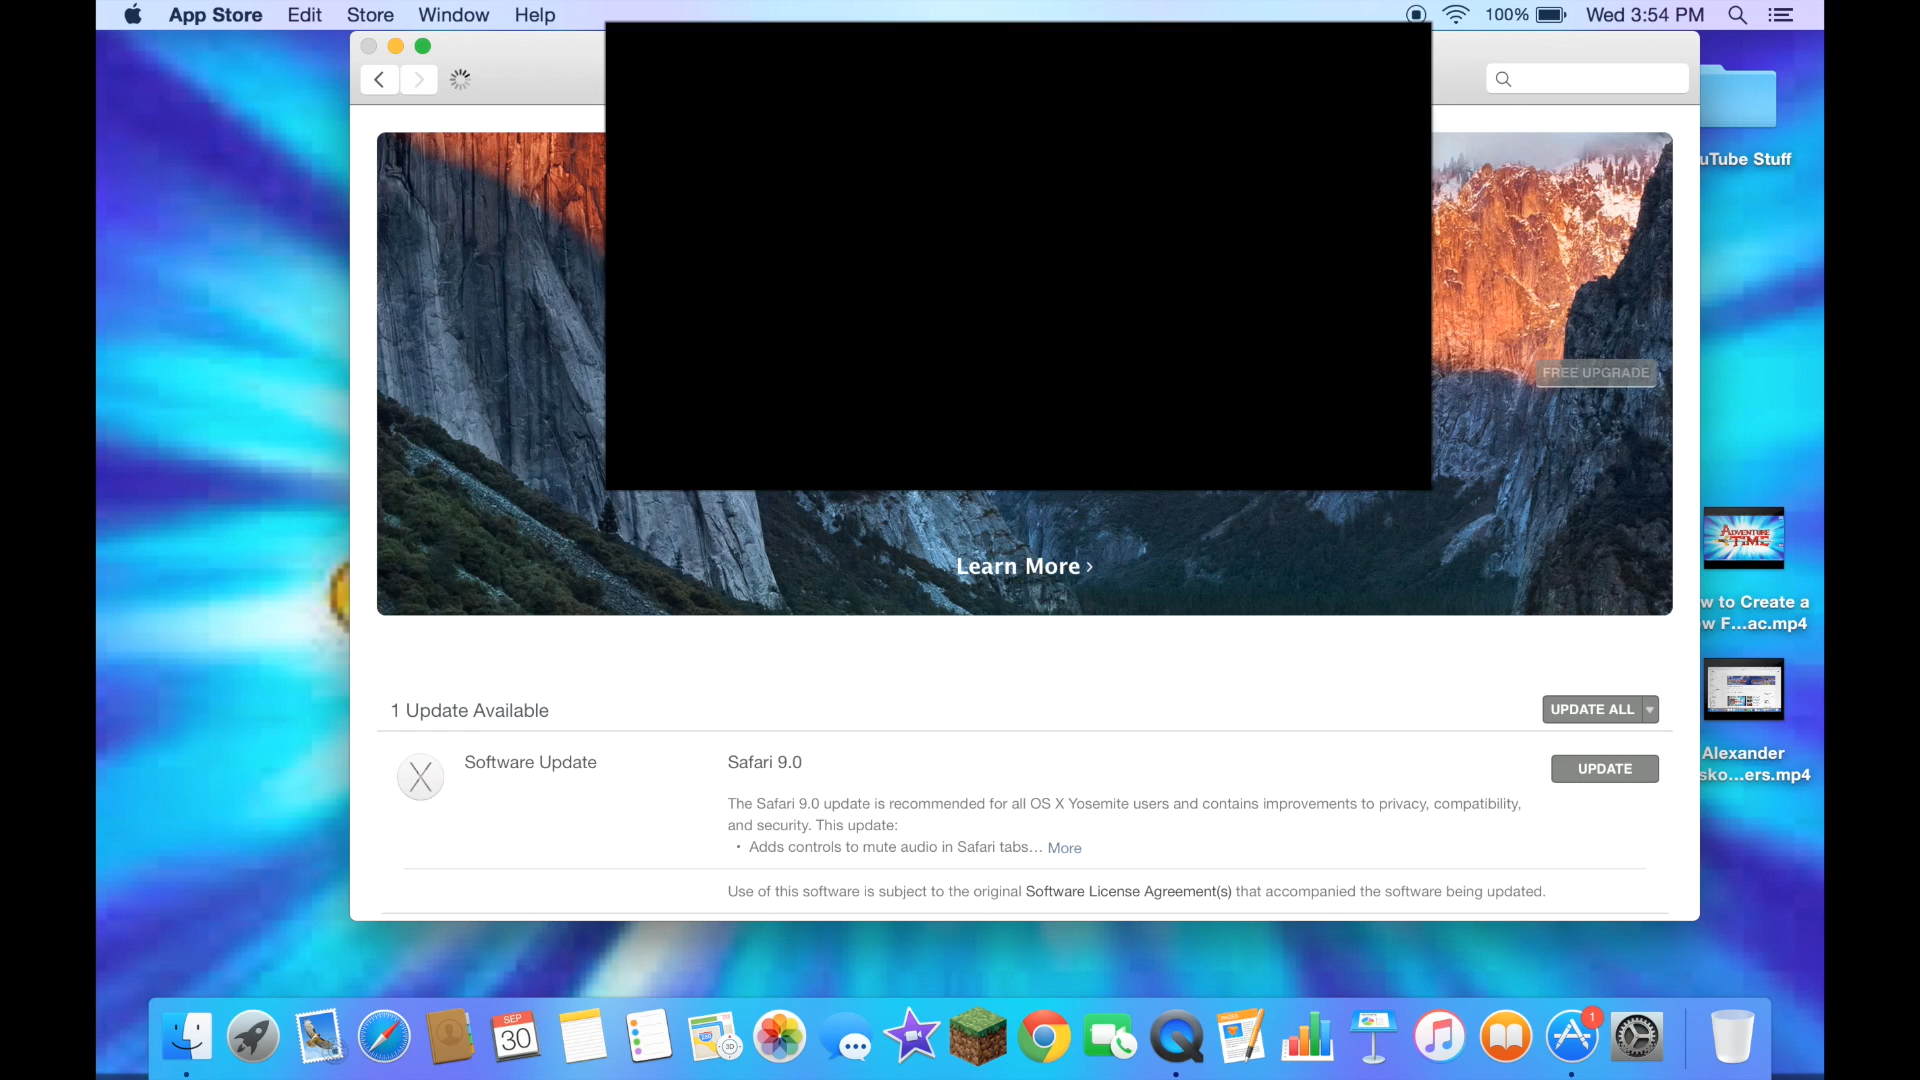 App Store Edit Store Window Help 100% Wed 3:54 PM
uTube Stuff
FREE UPGRADE
Learn More ›
ADVENTURE
TIME
w to Create a
w F...ac.mp4
1 Update Available UPDATE ALL
Software Update Safari 9.0 UPDATE
Alexander
sko...ers.mp4
The Safari 9.0 update is recommended for all OS X Yosemite users and contains improvements to privacy, compatibility,
and security. This update:
• Adds controls to mute audio in Safari tabs... More
Use of this software is subject to the original Software License Agreement(s) that accompanied the software being updated.
SEP
30
3D
PAGES
1